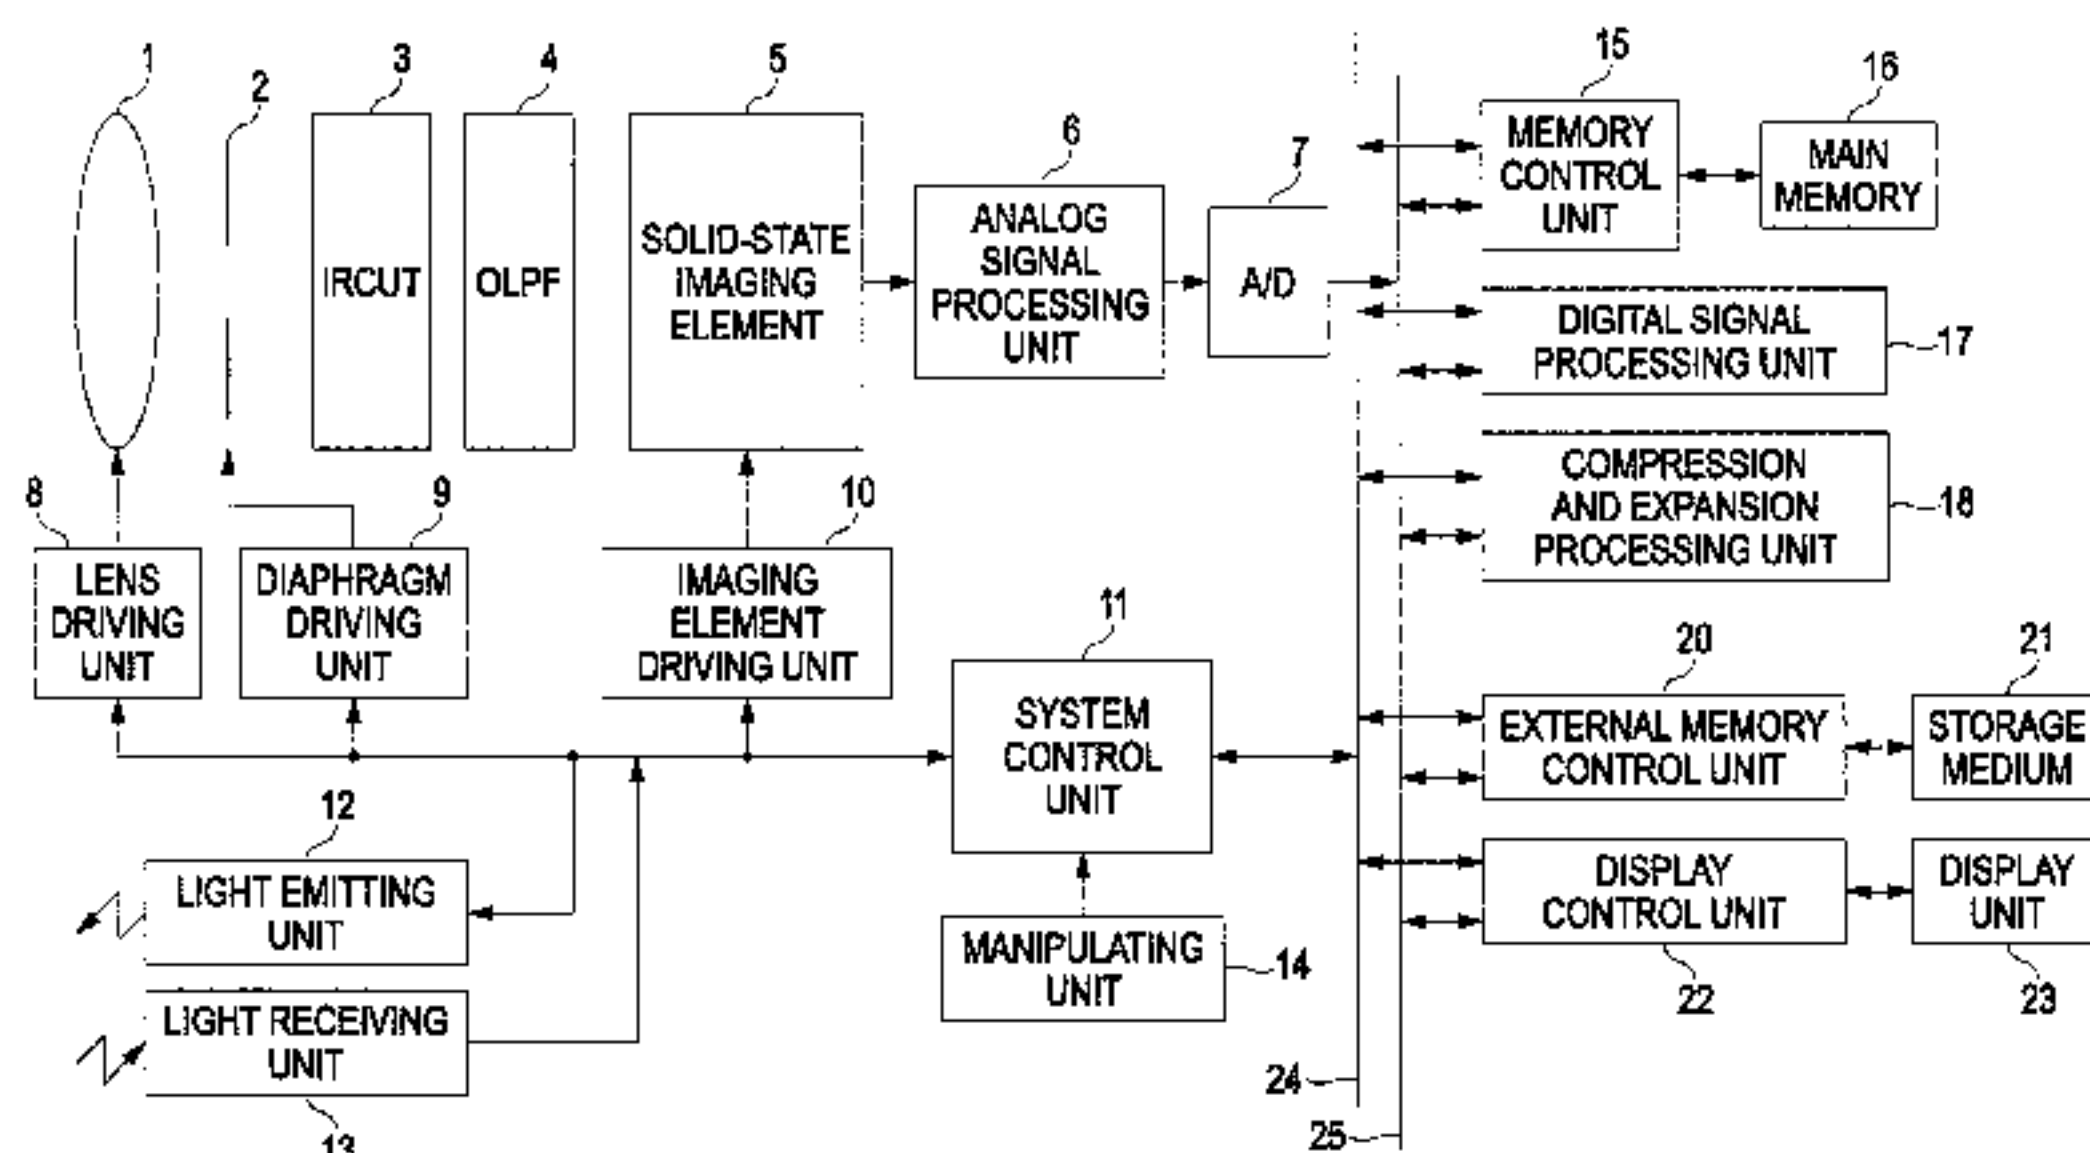 1
2
3
4
5
6
7
15
16
IRCUT
OLPF
SOLID-STATE
IMAGING
ELEMENT
ANALOG
SIGNAL
PROCESSING
UNIT
A/D
MEMORY
CONTROL
UNIT
MAIN
MEMORY
DIGITAL SIGNAL
PROCESSING UNIT
17
COMPRESSION
AND EXPANSION
PROCESSING UNIT
18
8
9
10
LENS
DRIVING
UNIT
DIAPHRAGM
DRIVING
UNIT
IMAGING
ELEMENT
DRIVING UNIT
11
SYSTEM
CONTROL
UNIT
20
21
EXTERNAL MEMORY
CONTROL UNIT
STORAGE
MEDIUM
12
LIGHT EMITTING
UNIT
LIGHT RECEIVING
UNIT
13
MANIPULATING
UNIT
14
DISPLAY
CONTROL UNIT
DISPLAY
UNIT
22
23
24
25